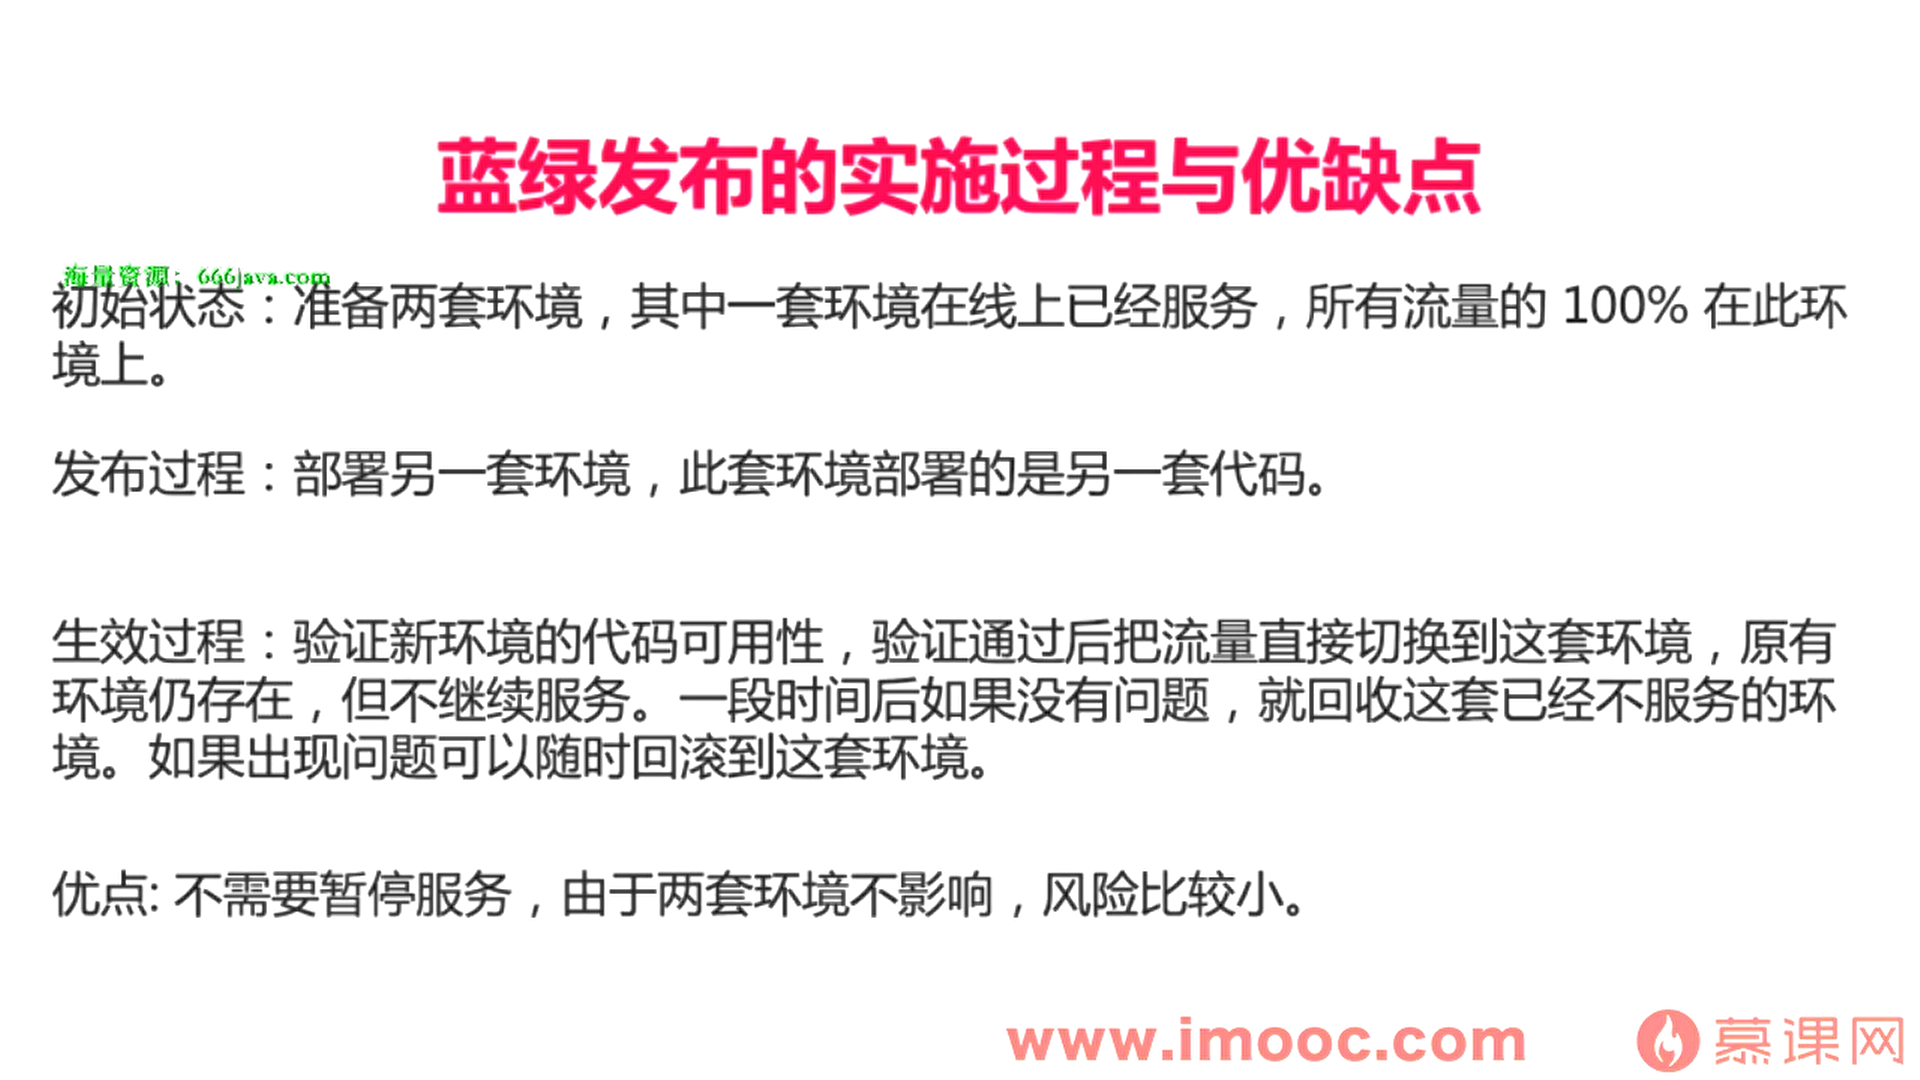 蓝绿发布的实施过程与优缺点
海量资源：666java.com
初始状态：准备两套环境，其中一套环境在线上已经服务，所有流量的 100% 在此环
境上。
发布过程：部署另一套环境，此套环境部署的是另一套代码。
生效过程：验证新环境的代码可用性，验证通过后把流量直接切换到这套环境，原有
环境仍存在，但不继续服务。一段时间后如果没有问题，就回收这套已经不服务的环
境。如果出现问题可以随时回滚到这套环境。
优点: 不需要暂停服务，由于两套环境不影响，风险比较小。
www.imooc.com
慕课网